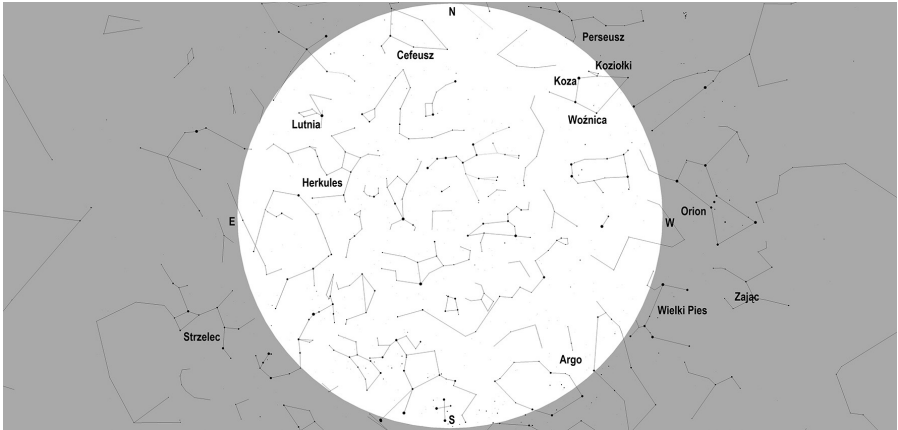 N
Perseusz
Cefeusz
Koziołki
Koza
Woźnica
Lutnia
Herkules
Orion
E
W
Zając
Wielki Pies
Strzelec
Argo
S